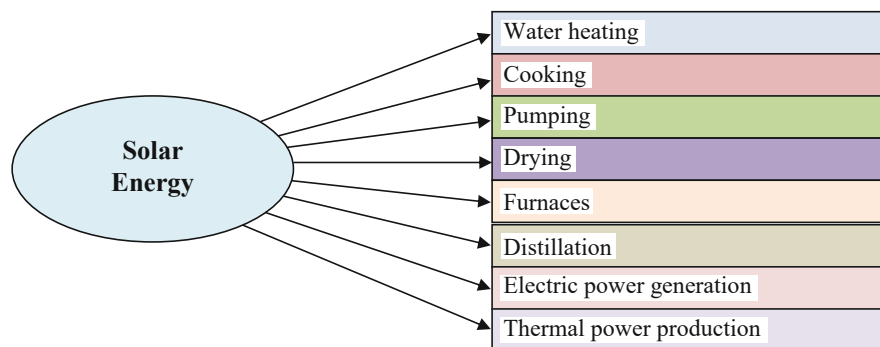 Solar
Energy
Water heating
Cooking
Pumping
Drying
Furnaces
Distillation
Electric power generation
Thermal power production